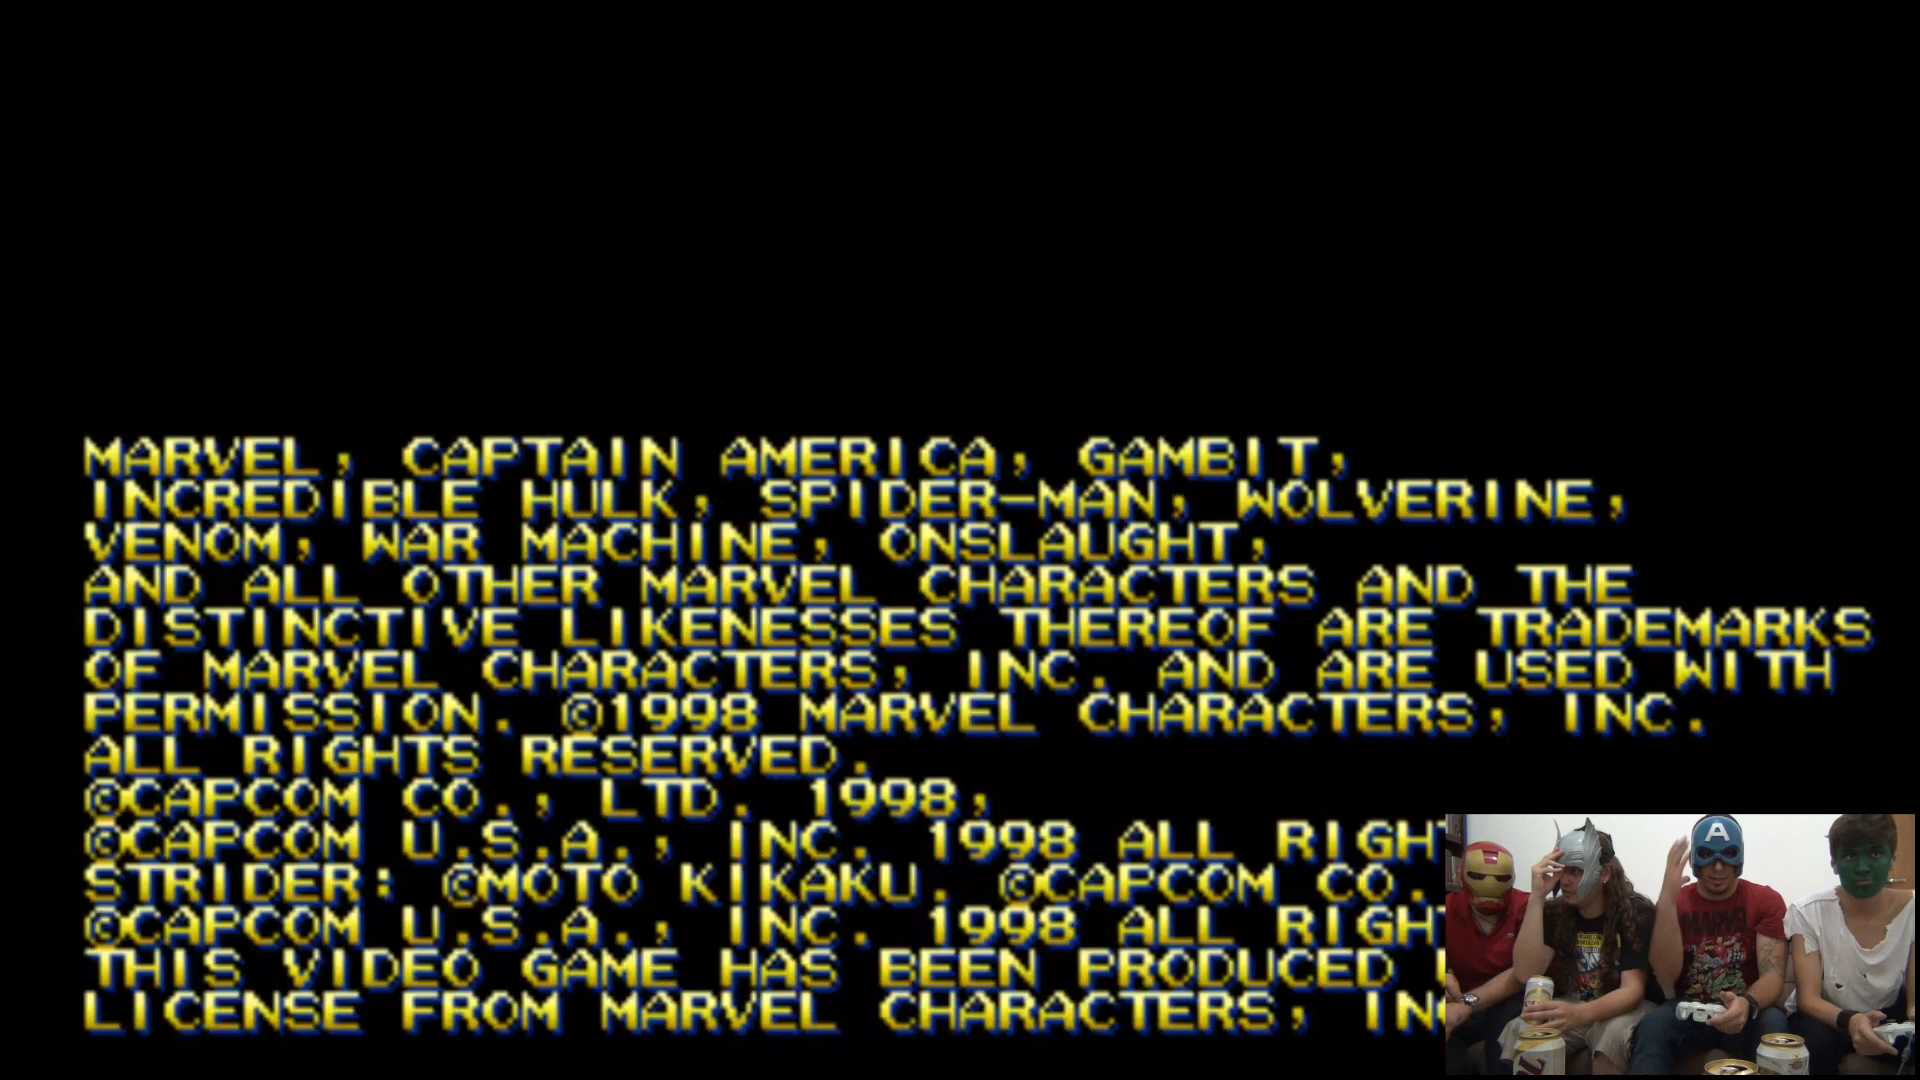 MARVEL, CAPTAIN AMERICA, GAMBIT,
INCREDIBLE HULK, SPIDER-MAN, WOLVERINE,
VENOM, WAR MACHINE, ONSLAUGHT,
AND ALL OTHER MARVEL CHARACTERS AND THE
DISTINCTIVE LIKENESSES THEREOF ARE TRADEMARKS
OF MARVEL CHARACTERS, INC. AND ARE USED WITH
PERMISSION. ©1998 MARVEL CHARACTERS, INC.
ALL RIGHTS RESERVED.
©CAPCOM CO., LTD. 1998,
©CAPCOM U.S.A., INC. 1998 ALL RIGHT
STRIDER: ©MOTO KIKAKU. ©CAPCOM CO.
©CAPCOM U.S.A., INC. 1998 ALL RIGHT
THIS VIDEO GAME HAS BEEN PRODUCED
LICENSE FROM MARVEL CHARACTERS, INC
A
MARVEL